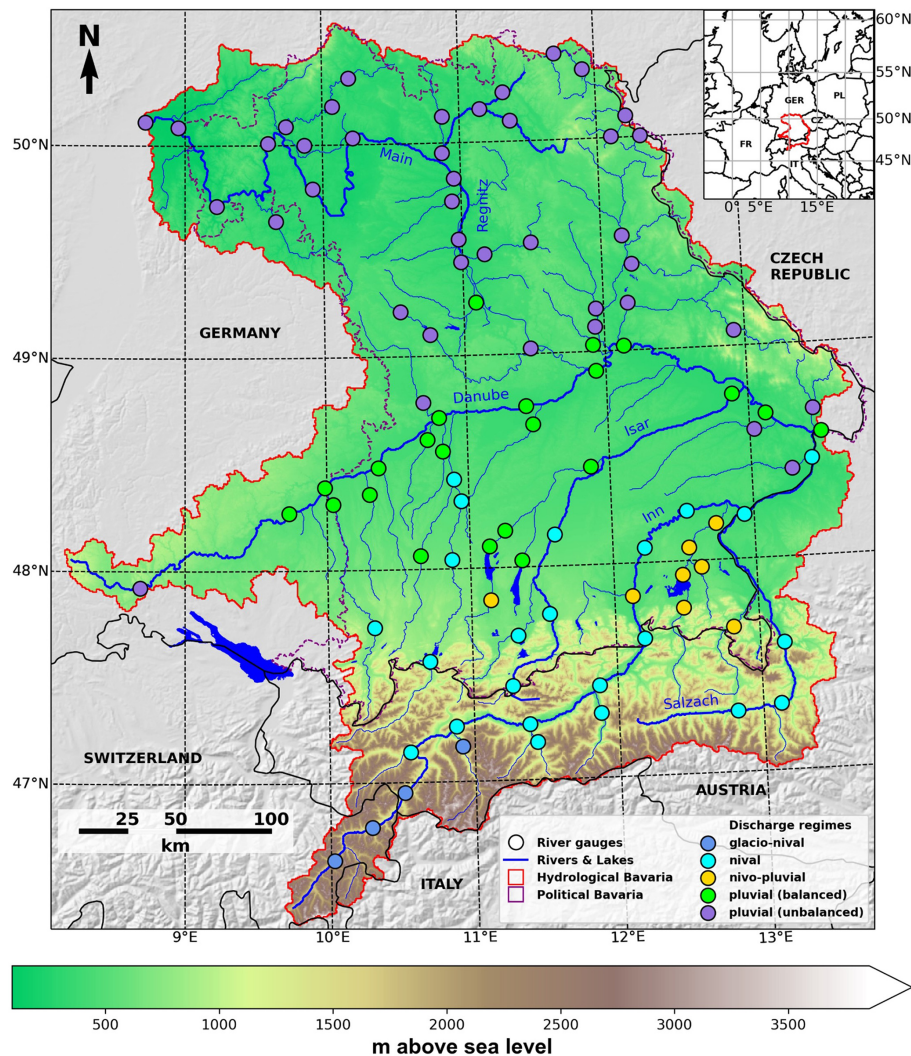 N
60°N
55°N
50°N
45°N
GER
PL
CZ
FR
IT
0°
5°E
15°E
50°N
Main
Regnitz
CZECH
REPUBLIC
GERMANY
49°N
Danube
Isar
Inn
48°N
Salzach
SWITZERLAND
47°N
AUSTRIA
25 50 100
km
ITALY
River gauges
Rivers & Lakes
Hydrological Bavaria
Political Bavaria
Discharge regimes
glacio-nival
nival
nivo-pluvial
pluvial (balanced)
pluvial (unbalanced)
9°E 10°E 11°E 12°E 13°E
500 1000 1500 2000 2500 3000 3500
m above sea level